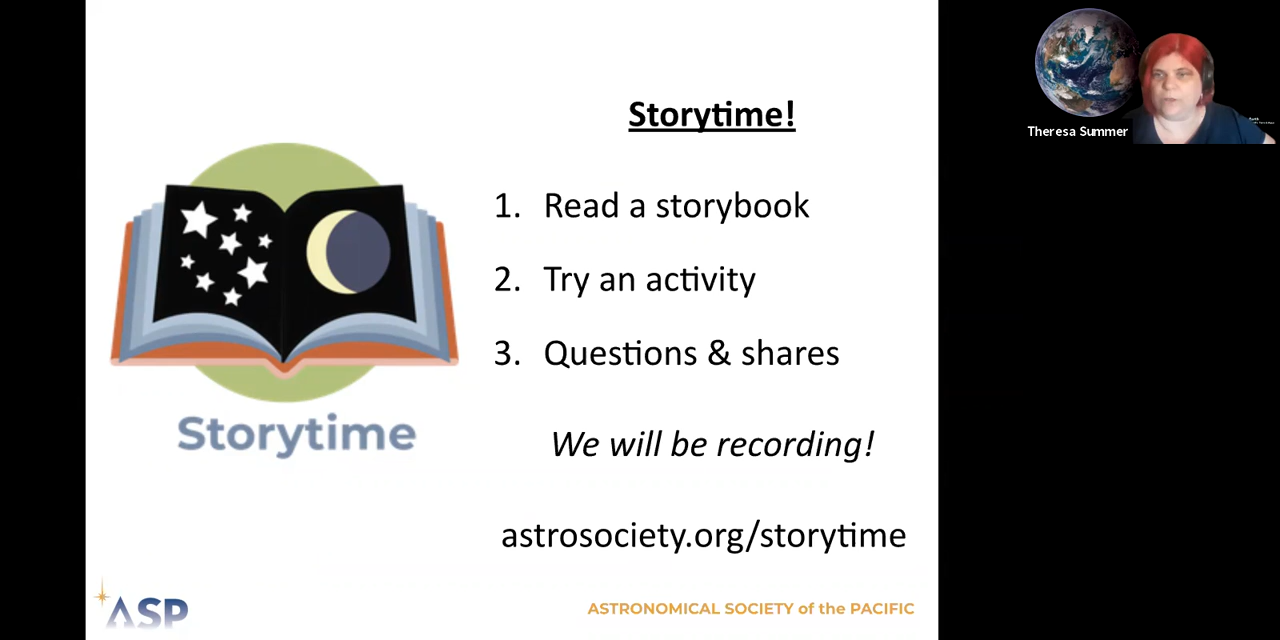 Storytime!
1. Read a storybook
2. Try an activity
3. Questions & shares
We will be recording!
astrosociety.org/storytime
Storytime
ASP
ASTRONOMICAL SOCIETY of the PACIFIC
Theresa Summer